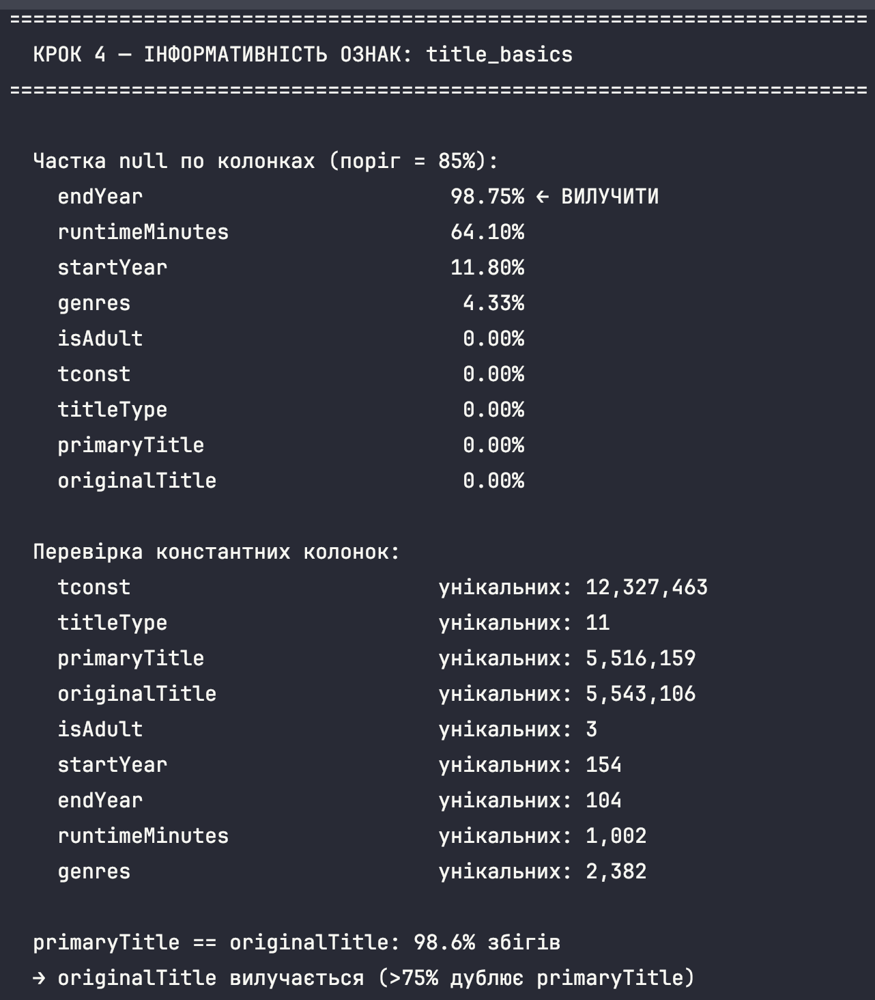 ======================================================================
КРОК 4 — ІНФОРМАТИВНІСТЬ ОЗНАК: title_basics
======================================================================
Частка null по колонках (поріг = 85%):
endYear 98.75% ← ВИЛУЧИТИ
runtimeMinutes 64.10%
startYear 11.80%
genres 4.33%
isAdult 0.00%
tconst 0.00%
titleType 0.00%
primaryTitle 0.00%
originalTitle 0.00%
Перевірка константних колонок:
tconst унікальних: 12,327,463
titleType унікальних: 11
primaryTitle унікальних: 5,516,159
originalTitle унікальних: 5,543,106
isAdult унікальних: 3
startYear унікальних: 154
endYear унікальних: 104
runtimeMinutes унікальних: 1,002
genres унікальних: 2,382
primaryTitle == originalTitle: 98.6% збігів
→ originalTitle вилучається (>75% дублює primaryTitle)